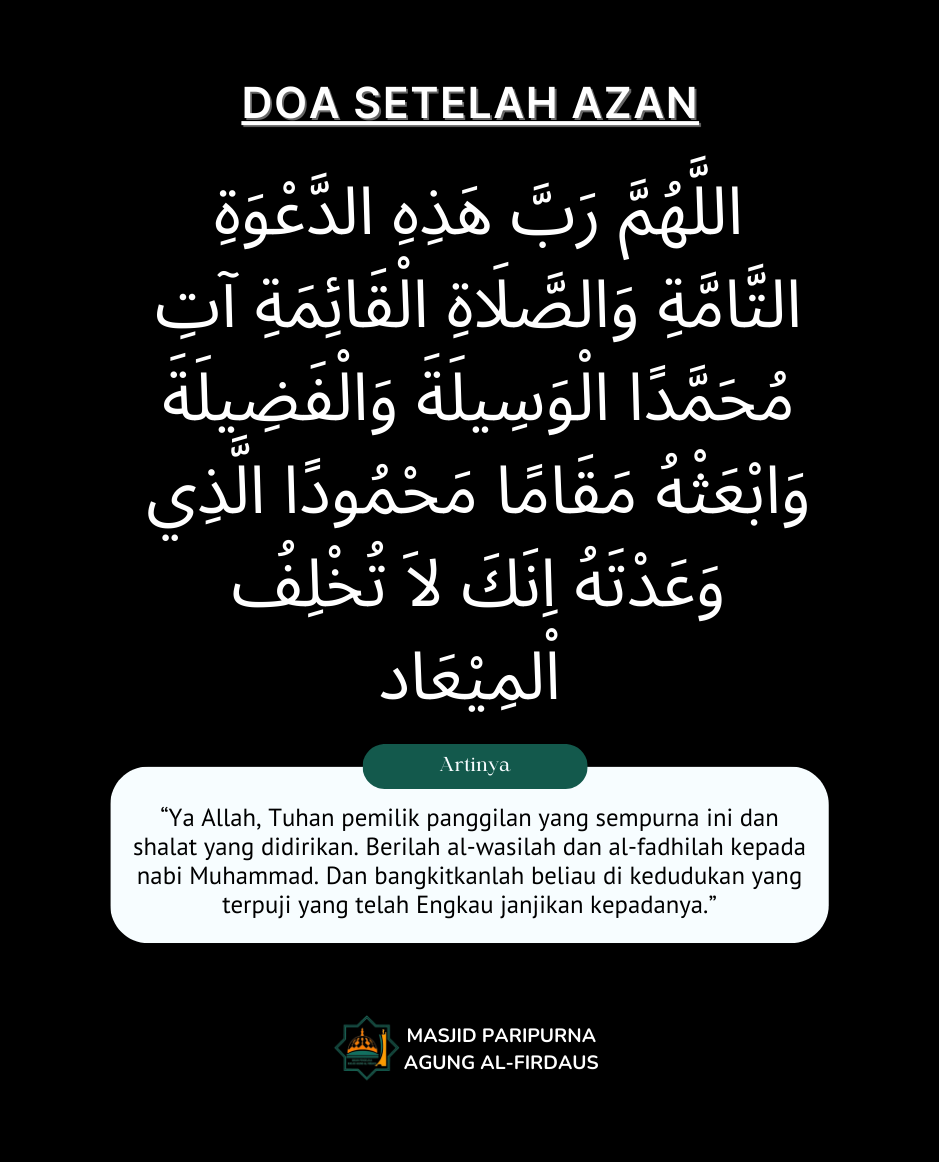 DOA SETELAH AZAN
اللَّهُمَّ رَبَّ هَذِهِ الدَّعْوَةِ
التَّامَّةِ وَالصَّلَاةِ الْقَائِمَةِ آتِ
مُحَمَّدًا الْوَسِيلَةَ وَالْفَضِيلَةَ
وَابْعَثْهُ مَقَامًا مَحْمُودًا الَّذِي
وَعَدْتَهُ اِنَكَ لاَ تُخْلِفُ
اْلمِيْعَاد
Artinya
“Ya Allah, Tuhan pemilik panggilan yang sempurna ini dan
shalat yang didirikan. Berilah al-wasilah dan al-fadhilah kepada
nabi Muhammad. Dan bangkitkanlah beliau di kedudukan yang
terpuji yang telah Engkau janjikan kepadanya.”
MASJID PARIPURNA
AGUNG AL-FIRDAUS